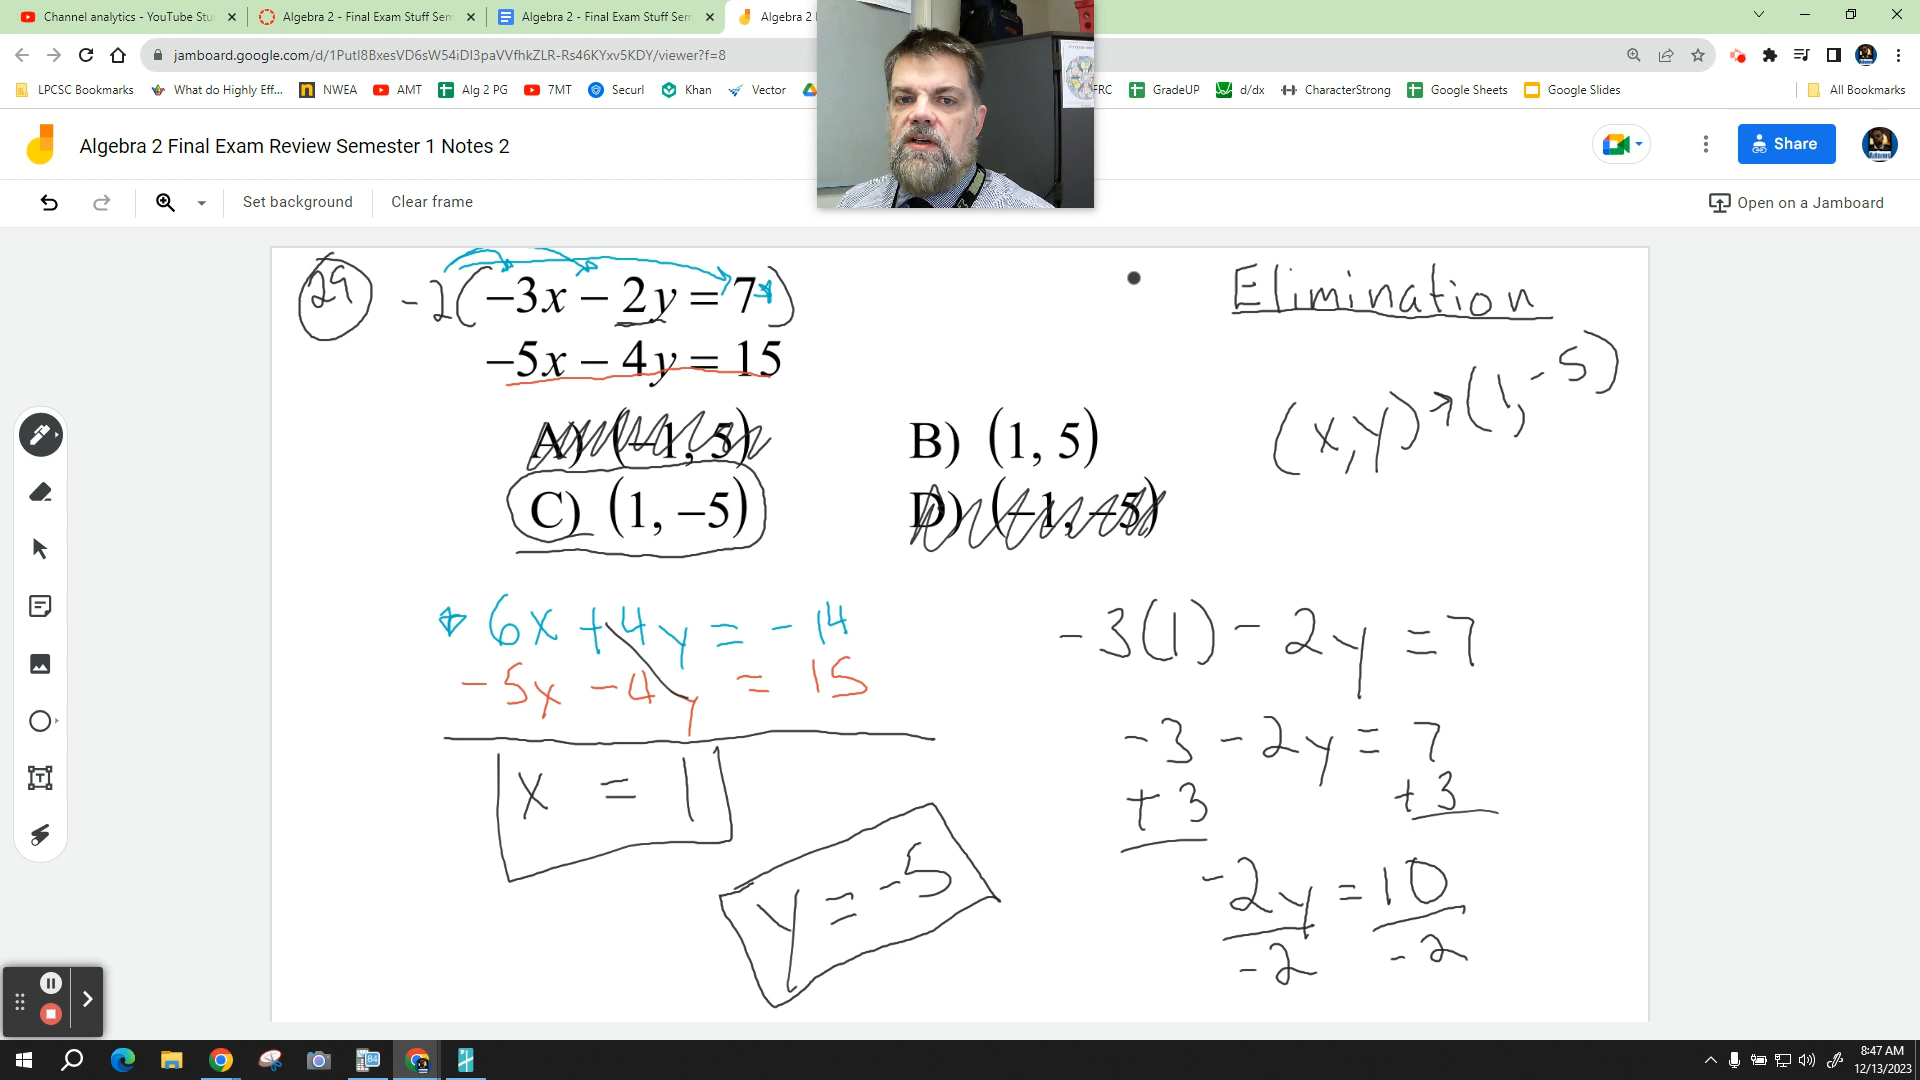 Channel analytics - YouTube Stu
Algebra 2 - Final Exam Stuff Sem
Algebra 2 - Final Exam Stuff Sem
Algebra 2
jamboard.google.com/d/1PutI8BxesVD6sW54iDI3paVVfhkZLR-Rs46KYxv5KDY/viewer?f=8
LPCSC Bookmarks
What do Highly Eff...
NWEA
AMT
Alg 2 PG
7MT
Securl
Khan
Vector
FRC
GradeUP
d/dx
CharacterStrong
Google Sheets
Google Slides
All Bookmarks
Algebra 2 Final Exam Review Semester 1 Notes 2
Share
Set background
Clear frame
Open on a Jamboard
29
-2(−3x − 2y = 7)
−5x − 4y = 15
Elimination
(x,y) → (1,-5)
A) (−1, 5)
B) (1, 5)
C) (1, −5)
D) (−1, −5)
6x + 4y = - 14
- 5x - 4y = 15
x = 1
y = -5
-3(1) - 2y = 7
-3 - 2y = 7
+3 +3
-2y = 10
-2 -2
84
8:47 AM
12/13/2023